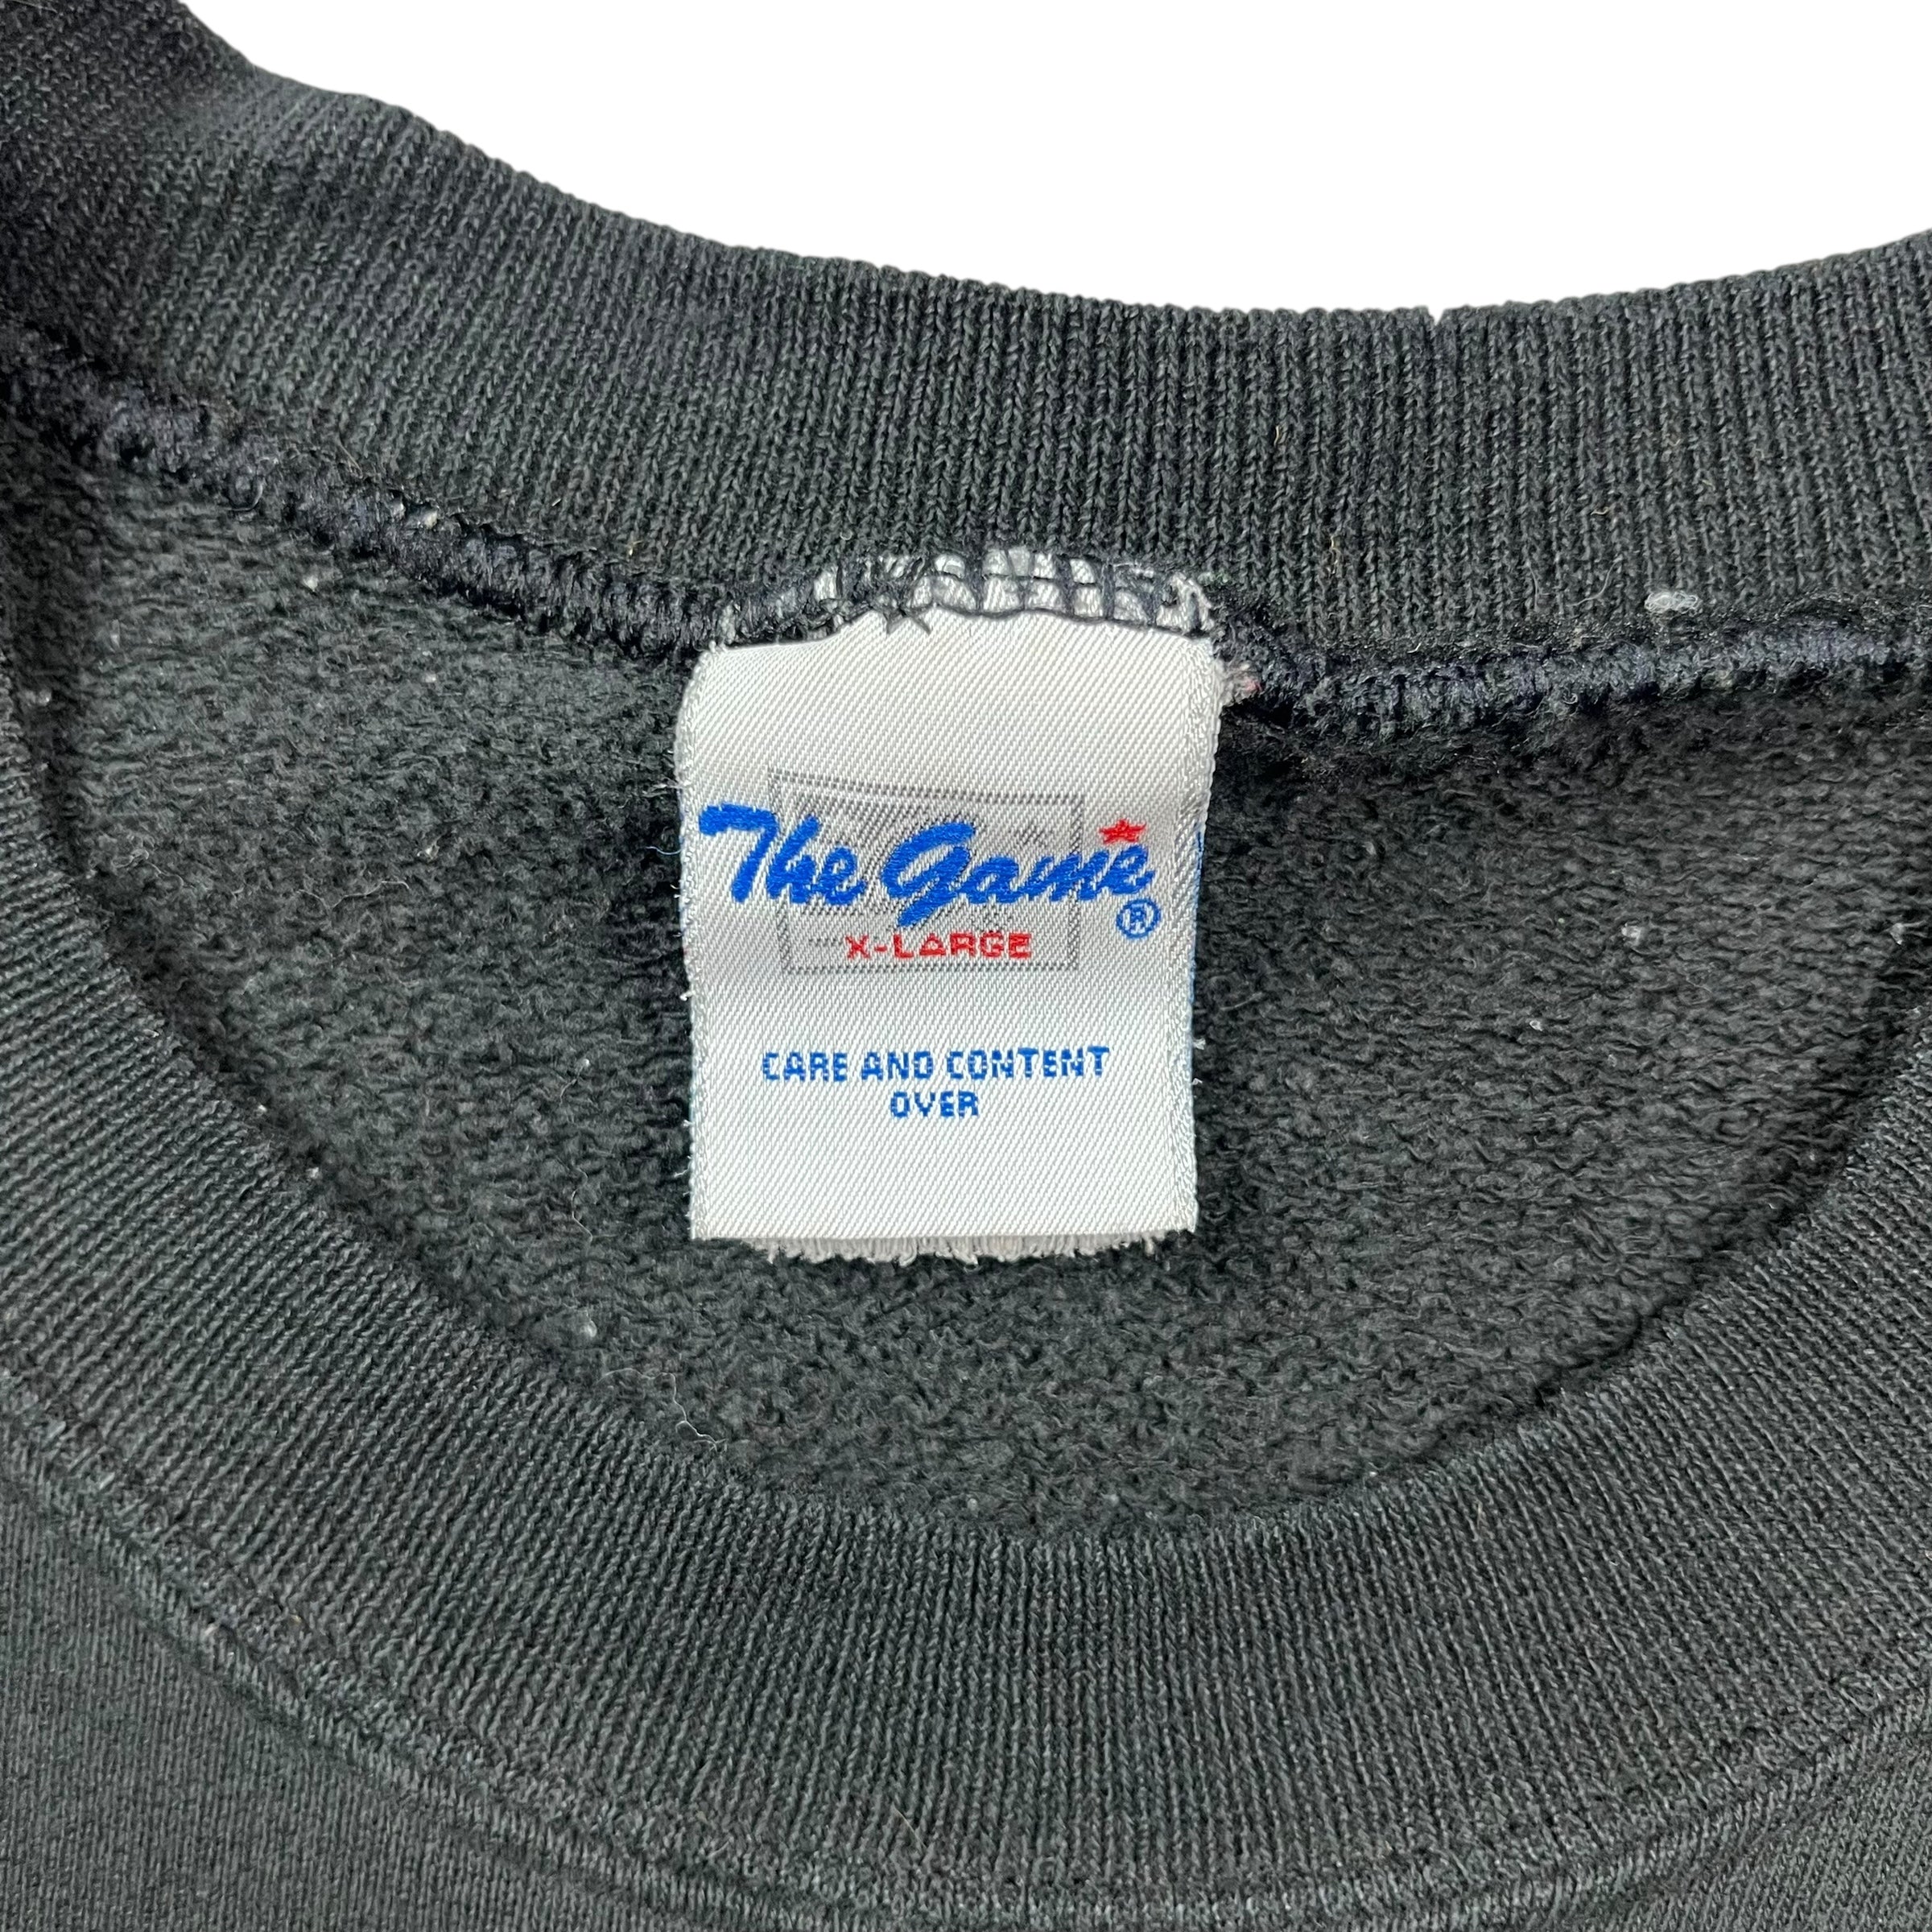 The Game ®
X-LARGE
CARE AND CONTENT
OVER